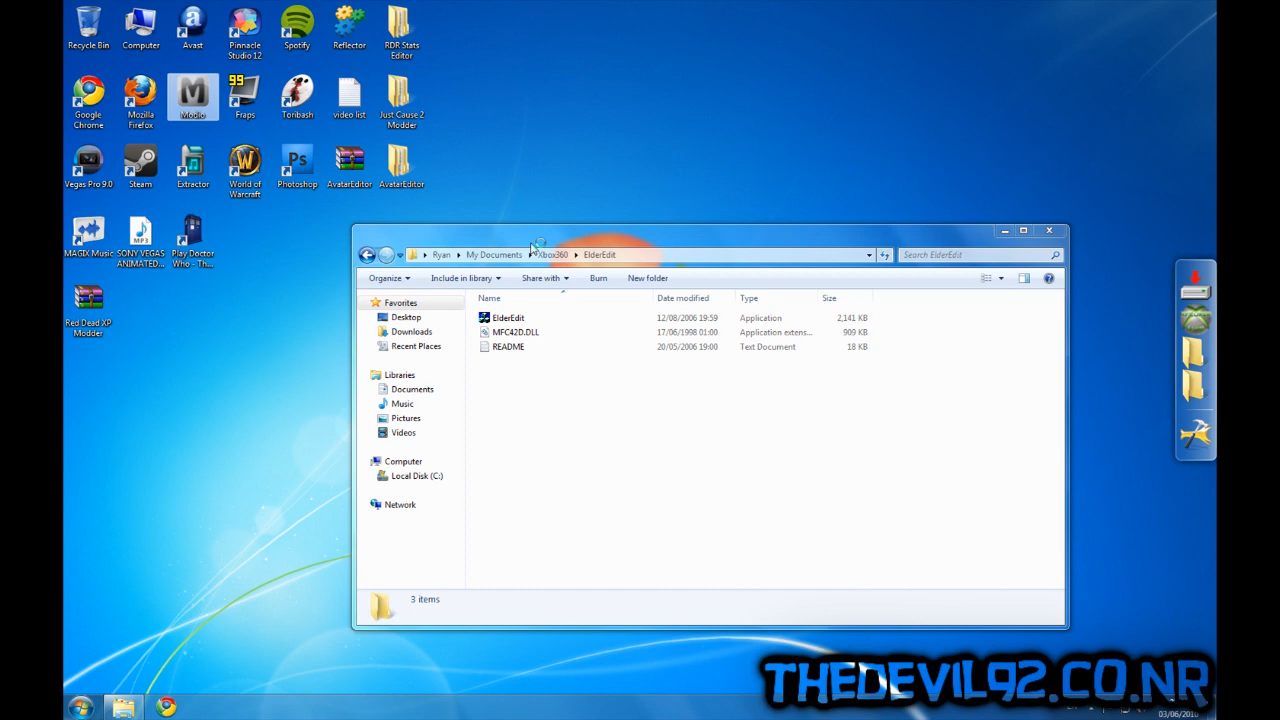 Recycle Bin
Computer
Avast
Pinnacle
Studio 12
Spotify
Reflector
RDR Stats
Editor
Google
Chrome
Mozilla
Firefox
Modio
99
Fraps
Toribash
video list
Just Cause 2
Modder
Vegas Pro 9.0
Steam
Extractor
World of
Warcraft
Ps
Photoshop
AvatarEditor
AvatarEditor
MAGIX Music
MP3
SONY VEGAS
ANIMATED...
Play Doctor
Who - Th...
Red Dead XP
Modder
Ryan
My Documents
Xbox360
ElderEdit
Search ElderEdit
Organize
Include in library
Share with
Burn
New folder
Favorites
Desktop
Downloads
Recent Places
Libraries
Documents
Music
Pictures
Videos
Computer
Local Disk (C:)
Network
Name
Date modified
Type
Size
ElderEdit
12/08/2006 19:59
Application
2,141 KB
MFC42D.DLL
17/06/1998 01:00
Application extens...
909 KB
README
20/05/2006 19:00
Text Document
18 KB
3 items
THEDEVIL92.CO.NR
03/06/2010